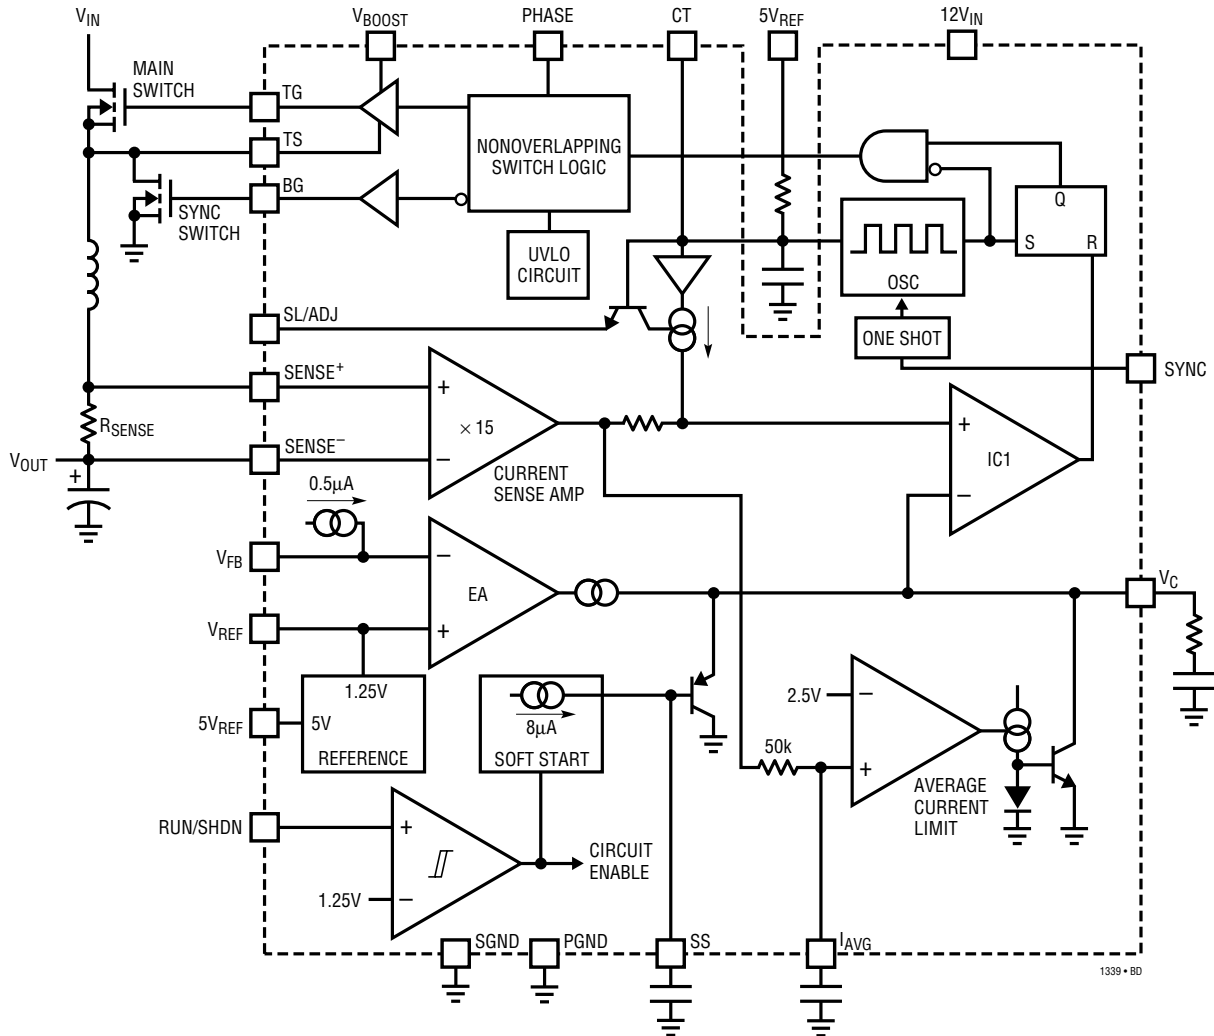 VIN
VBOOST
PHASE
CT
5VREF
12VIN
MAIN
SWITCH
TG
TS
BG
SYNC
SWITCH
NONOVERLAPPING
SWITCH LOGIC
UVLO
CIRCUIT
OSC
Q
S
R
ONE SHOT
SYNC
SL/ADJ
SENSE+
RSENSE
SENSE−
VOUT
+
+
× 15
−
CURRENT
SENSE AMP
+
IC1
−
0.5µA
VFB
−
EA
VREF
+
VC
1.25V
5VREF
5V
REFERENCE
8µA
SOFT START
2.5V
−
50k
+
AVERAGE
CURRENT
LIMIT
RUN/SHDN
+
1.25V
−
CIRCUIT
ENABLE
SGND
PGND
SS
IAVG
1339 • BD